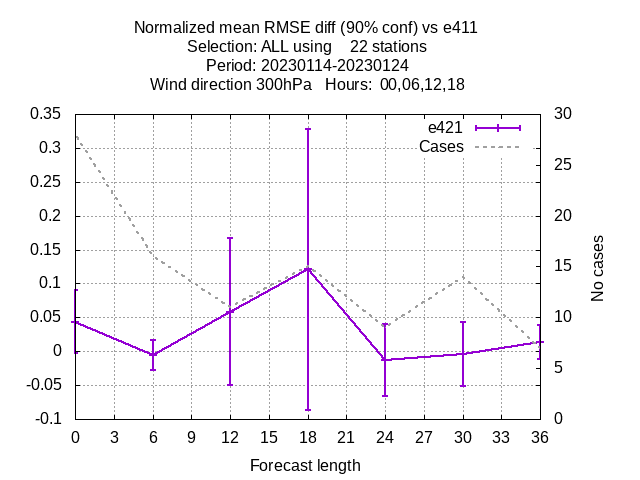 Normalized mean RMSE diff (90% conf) vs e411
Selection: ALL using    22 stations
Period: 20230114-20230124
Wind direction 300hPa   Hours:  00,06,12,18
0.35
0.3
0.25
0.2
0.15
0.1
0.05
0
-0.05
-0.1
e421
Cases
30
25
20
15
10
5
0
No cases
0 3 6 9 12 15 18 21 24 27 30 33 36
Forecast length